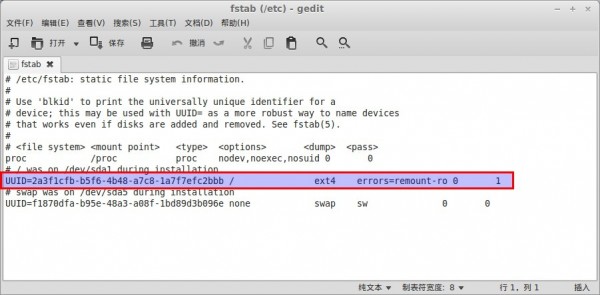 fstab (/etc) - gedit
文件(F) 编辑(E) 查看(V) 搜索(S) 工具(T) 文档(D) 帮助(H)
打开 保存 撤消
fstab
# /etc/fstab: static file system information.
#
# Use 'blkid' to print the universally unique identifier for a
# device; this may be used with UUID= as a more robust way to name devices
# that works even if disks are added and removed. See fstab(5).
#
# <file system> <mount point> <type> <options> <dump> <pass>
proc /proc proc nodev,noexec,nosuid 0 0
# / was on /dev/sda1 during installation
UUID=2a3f1cfb-b5f6-4b48-a7c8-1a7f7efc2bbb / ext4 errors=remount-ro 0 1
# swap was on /dev/sda5 during installation
UUID=f1870dfa-b95e-48a3-a08f-1bd89d3b096e none swap sw 0 0
纯文本 制表符宽度: 8 行 1, 列 1 插入